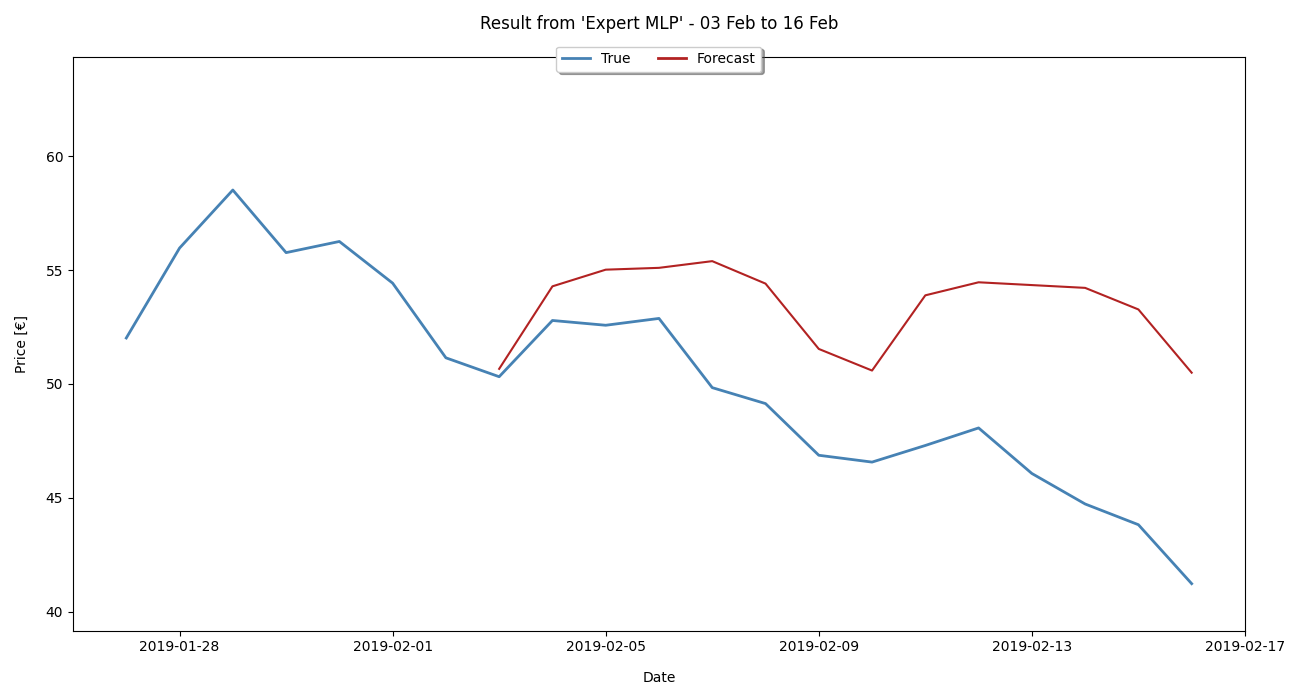 Result from 'Expert MLP' - 03 Feb to 16 Feb
True Forecast
Price [€]
60
55
50
45
40
2019-01-28 2019-02-01 2019-02-05 2019-02-09 2019-02-13 2019-02-17
Date